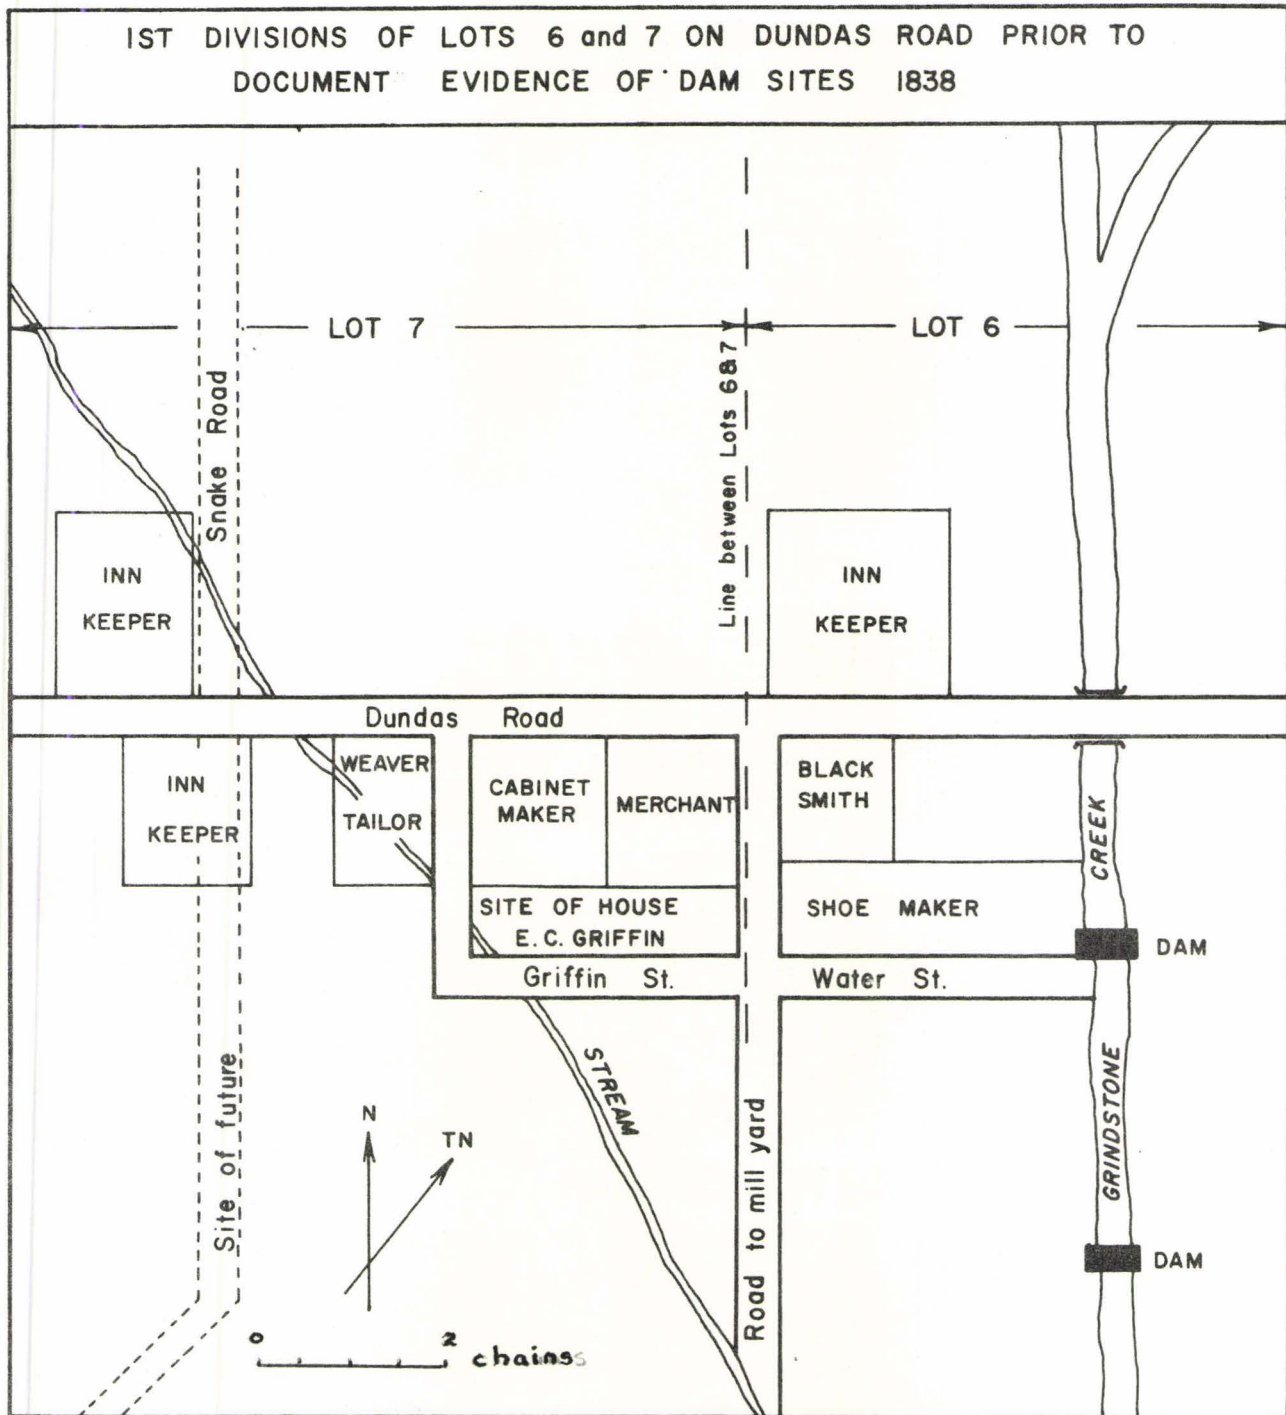 1ST DIVISIONS OF LOTS 6 and 7 ON DUNDAS ROAD PRIOR TO
DOCUMENT EVIDENCE OF DAM SITES 1838
LOT 7
LOT 6
Snake Road
Line between Lots 6&7
INN
KEEPER
INN
KEEPER
Dundas Road
INN
KEEPER
WEAVER
TAILOR
CABINET
MAKER
MERCHANT
BLACK
SMITH
CREEK
SITE OF HOUSE
E.C. GRIFFIN
SHOE MAKER
DAM
Griffin St.
Water St.
STREAM
Site of future
N
TN
Road to mill yard
GRINDSTONE
DAM
0 2
chains